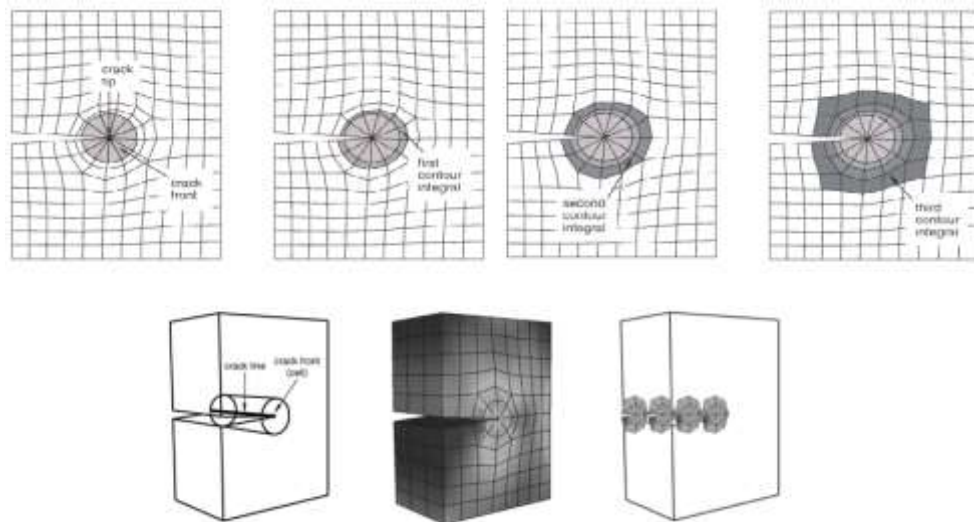 crack
tip
crack
front
first
contour
integral
second
contour
integral
third
contour
integral
crack line
crack front
(cell)